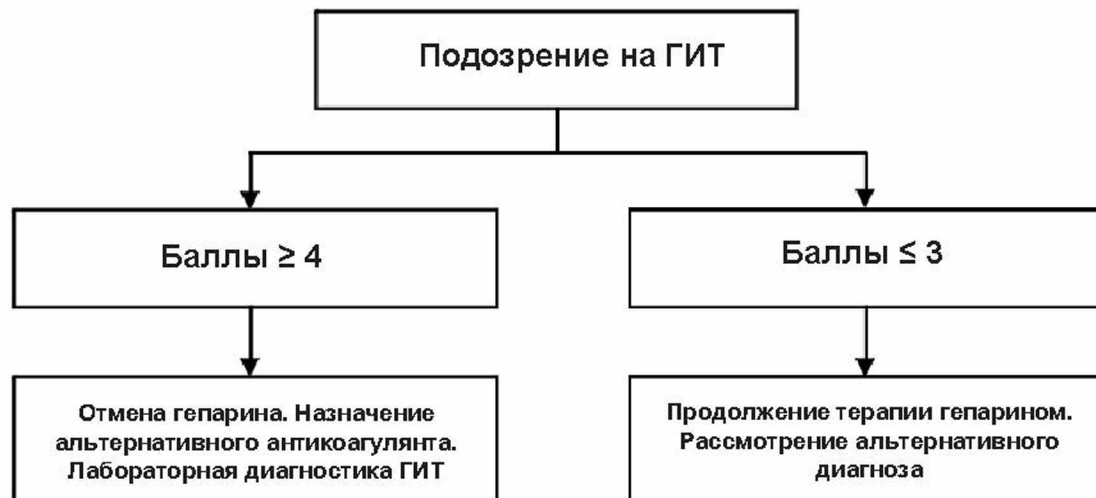 Подозрение на ГИТ
Баллы ≥ 4
Баллы ≤ 3
Отмена гепарина. Назначение
альтернативного антикоагулянта.
Лабораторная диагностика ГИТ
Продолжение терапии гепарином.
Рассмотрение альтернативного
диагноза